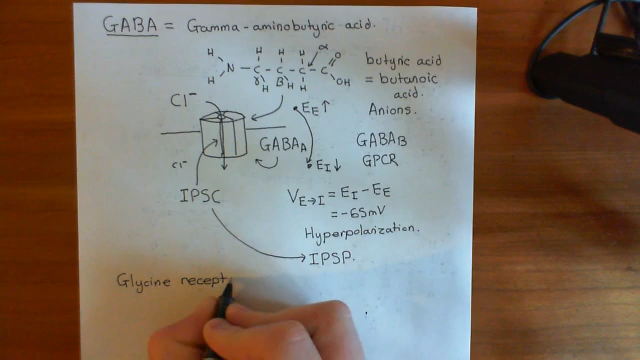 GABA = Gamma-aminobutyric acid.
H H H H α O
H N - C - C - C - C OH
γ β
H H H H
butyric acid
= butanoic
acid.
Anions.
Cl⁻
E_E ↑
GABA_A
GABA_B
GPCR
Cl⁻
E_I ↓
IPSC
V_E→I = E_I - E_E
= -65mV
Hyperpolarization.
IPSP.
Glycine recept